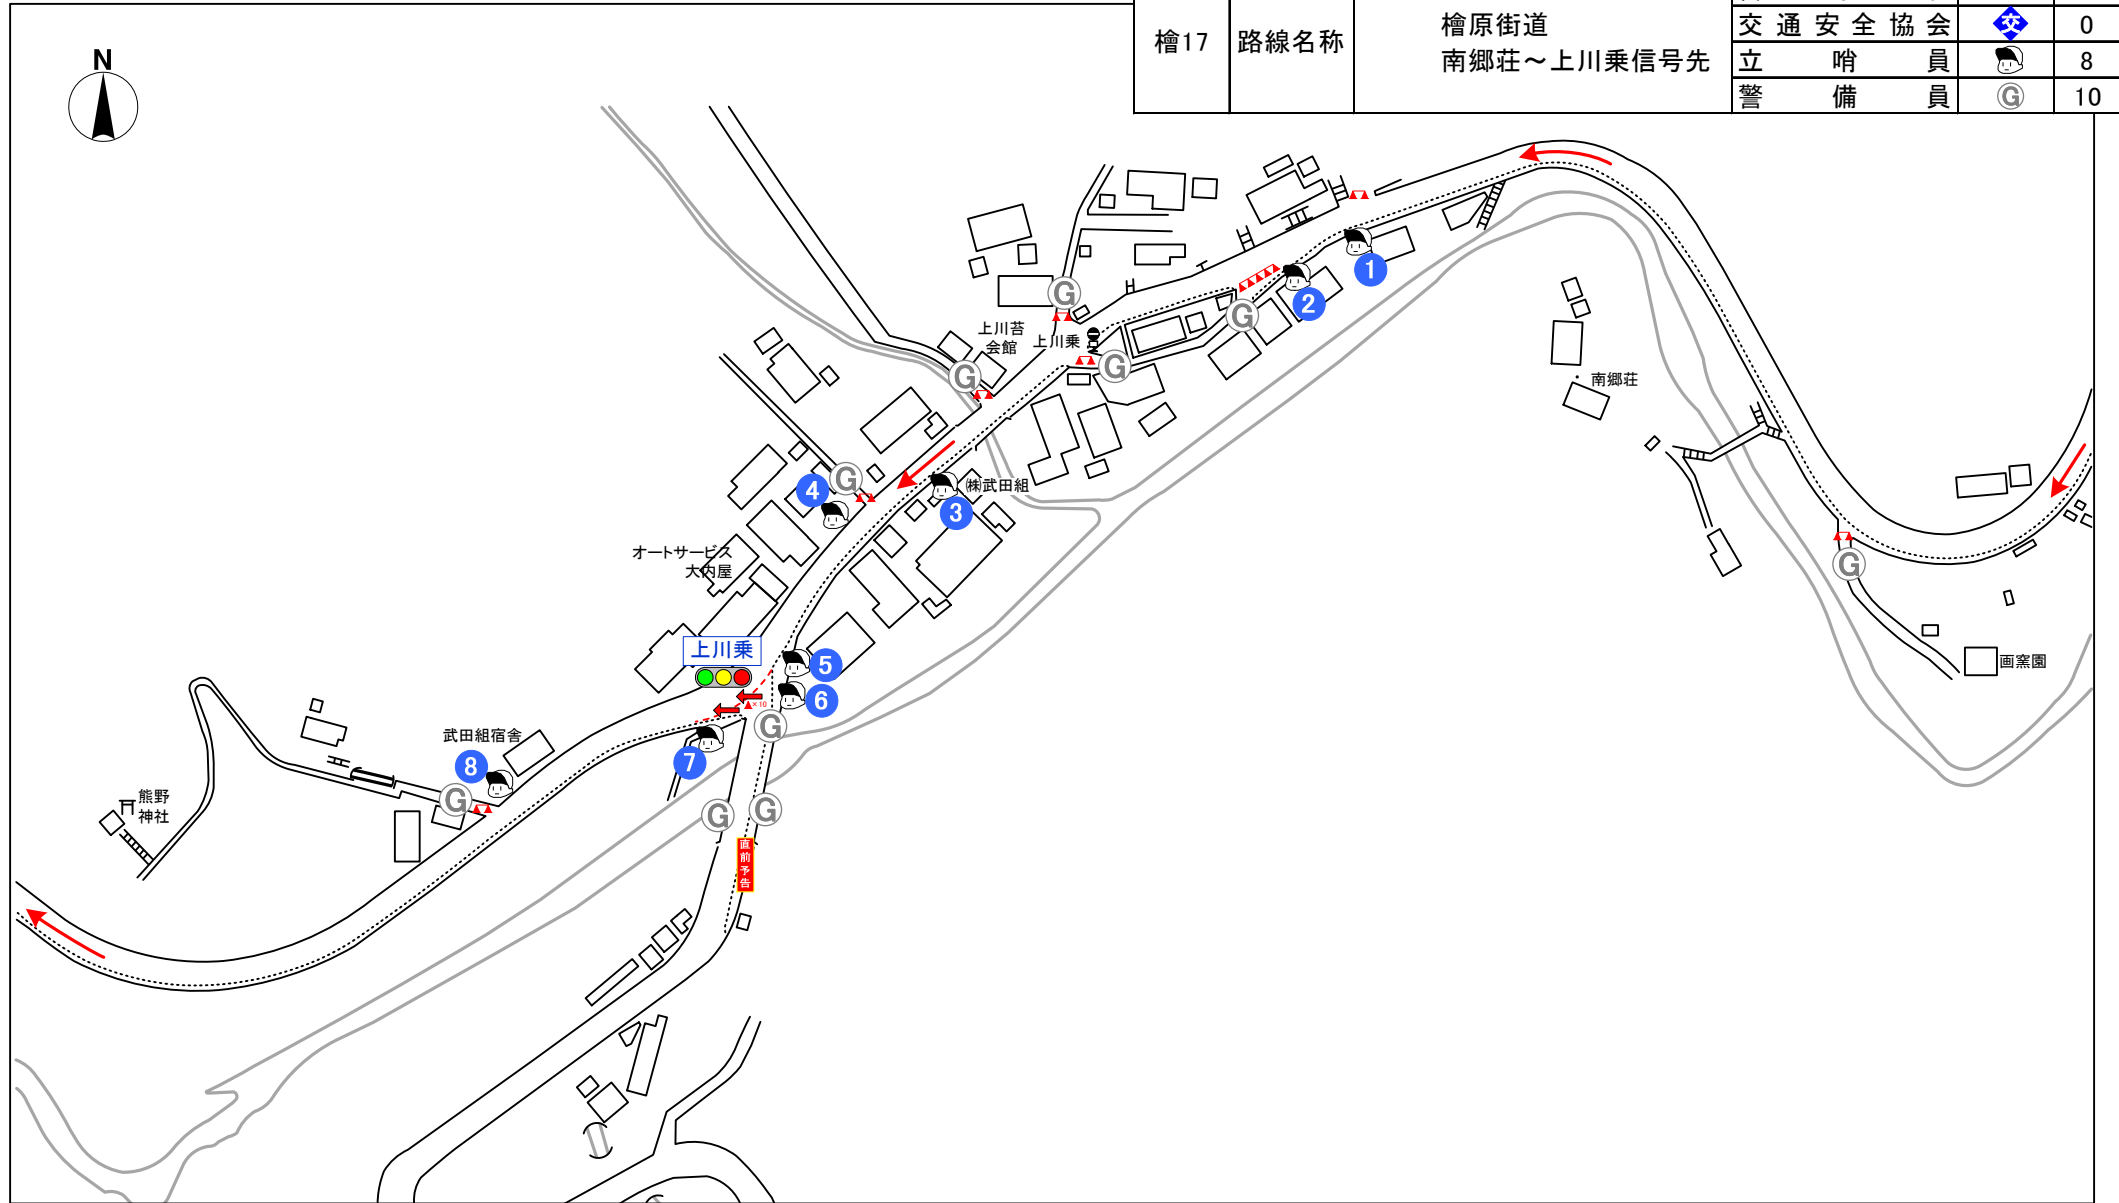 檜17
路線名称
檜原街道
南郷荘～上川乗信号先
交通安全協会 交 0
立哨員 8
警備員 G 10
N
1
2
G
G
上川乗
G
上川苔
会館
G
南郷荘
G
4
㈱武田組
3
オートサービス
大内屋
G
画窯園
上川乗
5
6
▲×10
G
7
武田組宿舎
8
G
熊野
神社
G
G
直前予告